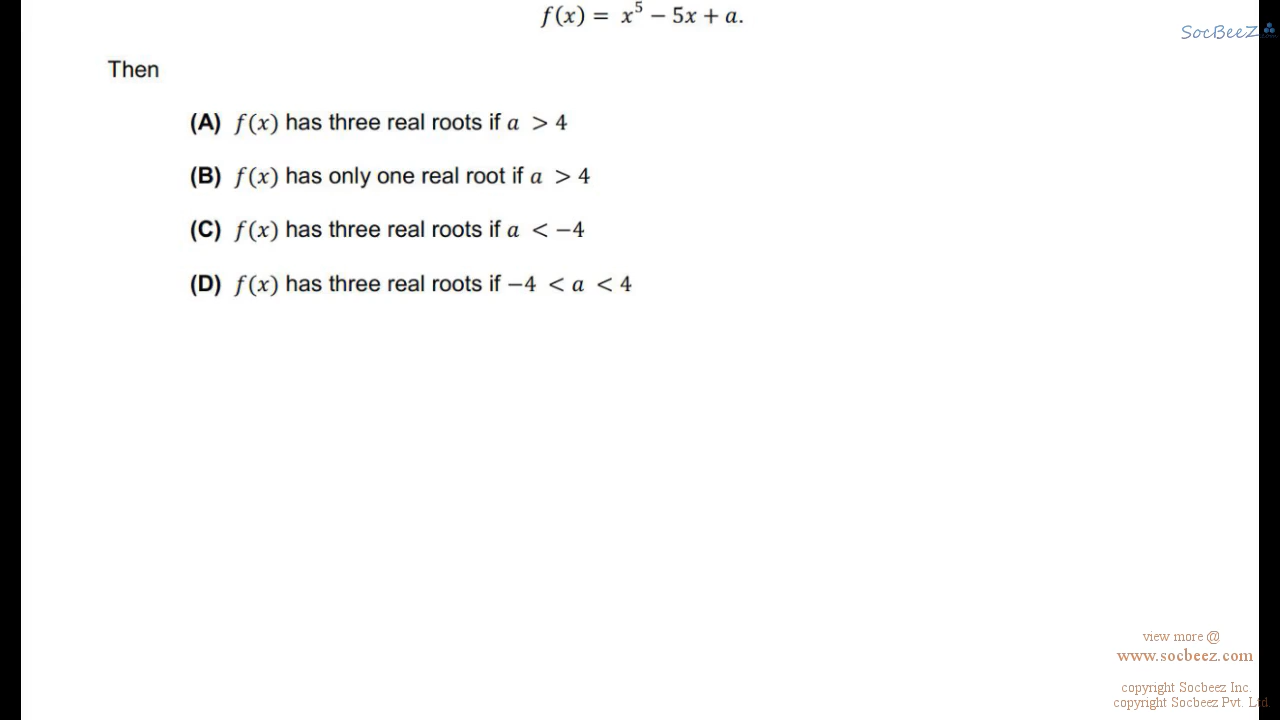 f(x) = x⁵ − 5x + a.
SocBeeZ
Then
(A) f(x) has three real roots if a > 4
(B) f(x) has only one real root if a > 4
(C) f(x) has three real roots if a < −4
(D) f(x) has three real roots if −4 < a < 4
view more @
www.socbeez.com
copyright Socbeez Inc.
copyright Socbeez Pvt. Ltd.